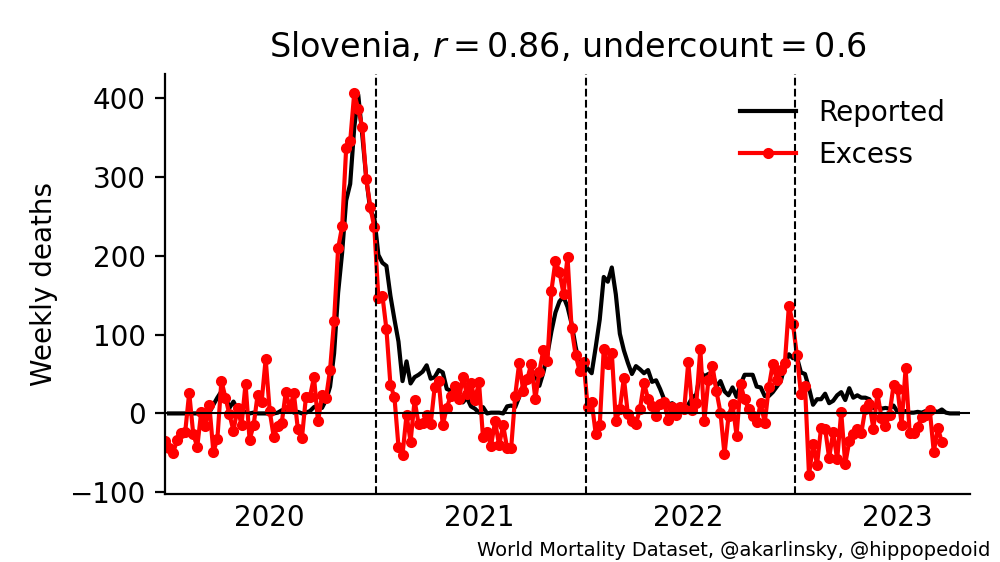 Slovenia, r = 0.86, undercount = 0.6
Weekly deaths
400
300
200
100
0
−100
Reported
Excess
2020 2021 2022 2023
World Mortality Dataset, @akarlinsky, @hippopedoid